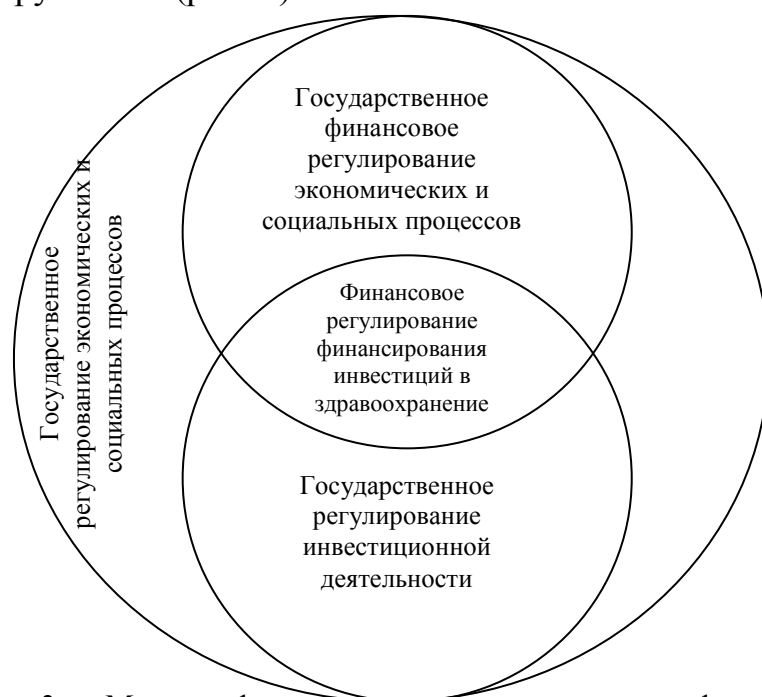 Государственное
финансовое
регулирование
экономических и
социальных процессов
Государственное
регулирование экономических и
социальных процессов
Финансовое
регулирование
финансирования
инвестиций в
здравоохранение
Государственное
регулирование
инвестиционной
деятельности